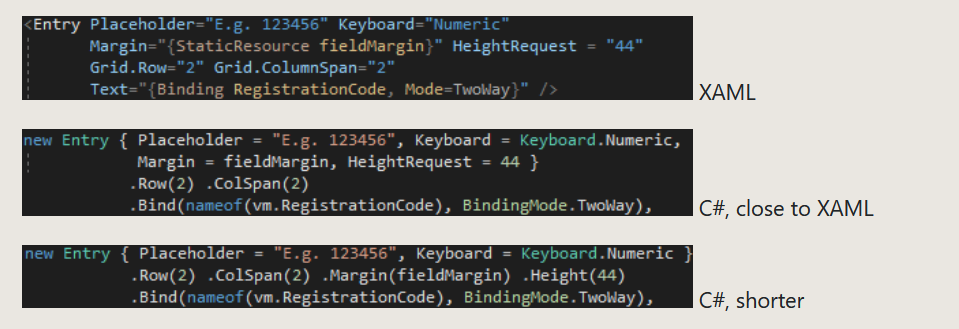 <Entry Placeholder="E.g. 123456" Keyboard="Numeric"
Margin="{StaticResource fieldMargin}" HeightRequest = "44"
Grid.Row="2" Grid.ColumnSpan="2"
Text="{Binding RegistrationCode, Mode=TwoWay}" /> XAML
new Entry { Placeholder = "E.g. 123456", Keyboard = Keyboard.Numeric,
Margin = fieldMargin, HeightRequest = 44 }
.Row(2) .ColSpan(2)
.Bind(nameof(vm.RegistrationCode), BindingMode.TwoWay), C#, close to XAML
new Entry { Placeholder = "E.g. 123456", Keyboard = Keyboard.Numeric }
.Row(2) .ColSpan(2) .Margin(fieldMargin) .Height(44)
.Bind(nameof(vm.RegistrationCode), BindingMode.TwoWay), C#, shorter